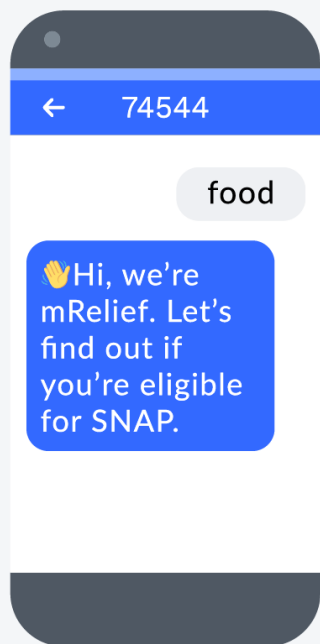 74544
food
👋Hi, we’re
mRelief. Let’s
find out if
you’re eligible
for SNAP.